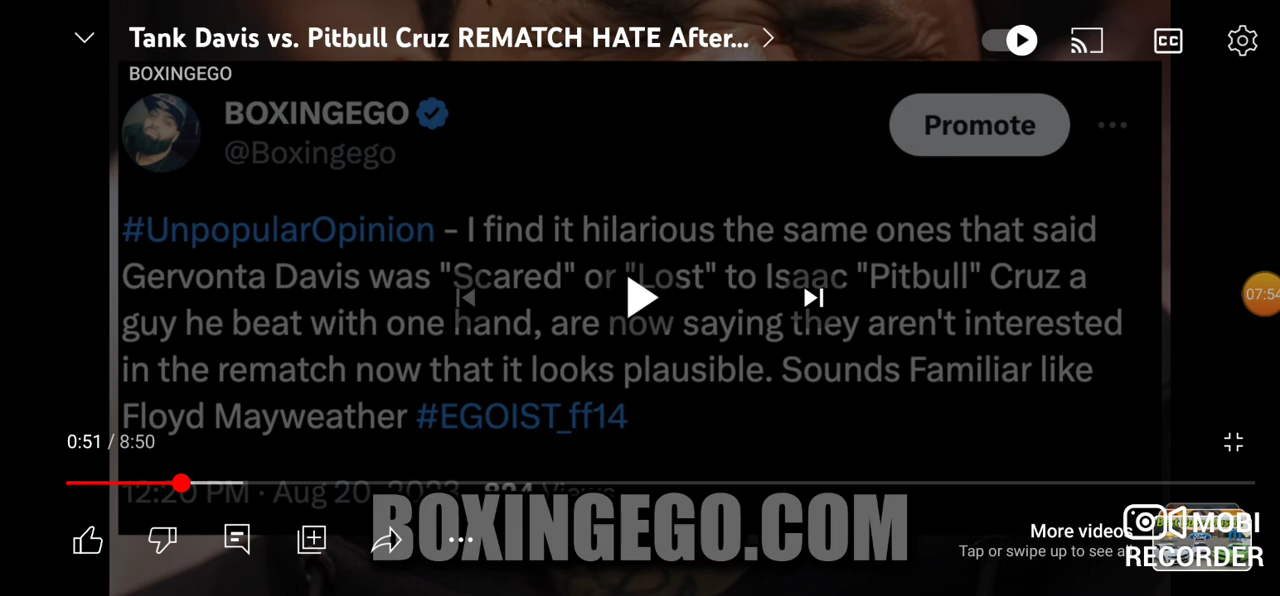 Tank Davis vs. Pitbull Cruz REMATCH HATE After...
BOXINGEGO
BOXINGEGO
@Boxingego
Promote
#UnpopularOpinion - I find it hilarious the same ones that said
Gervonta Davis was "Scared" or "Lost" to Isaac "Pitbull" Cruz a
guy he beat with one hand, are now saying they aren't interested
in the rematch now that it looks plausible. Sounds Familiar like
Floyd Mayweather #EGOIST_ff14
07:54
0:51 / 8:50
12:20 PM · Aug 20, 2023 Views
BOXINGEGO.COM
More videos
Tap or swipe up to see all
MOBI
RECORDER
CC